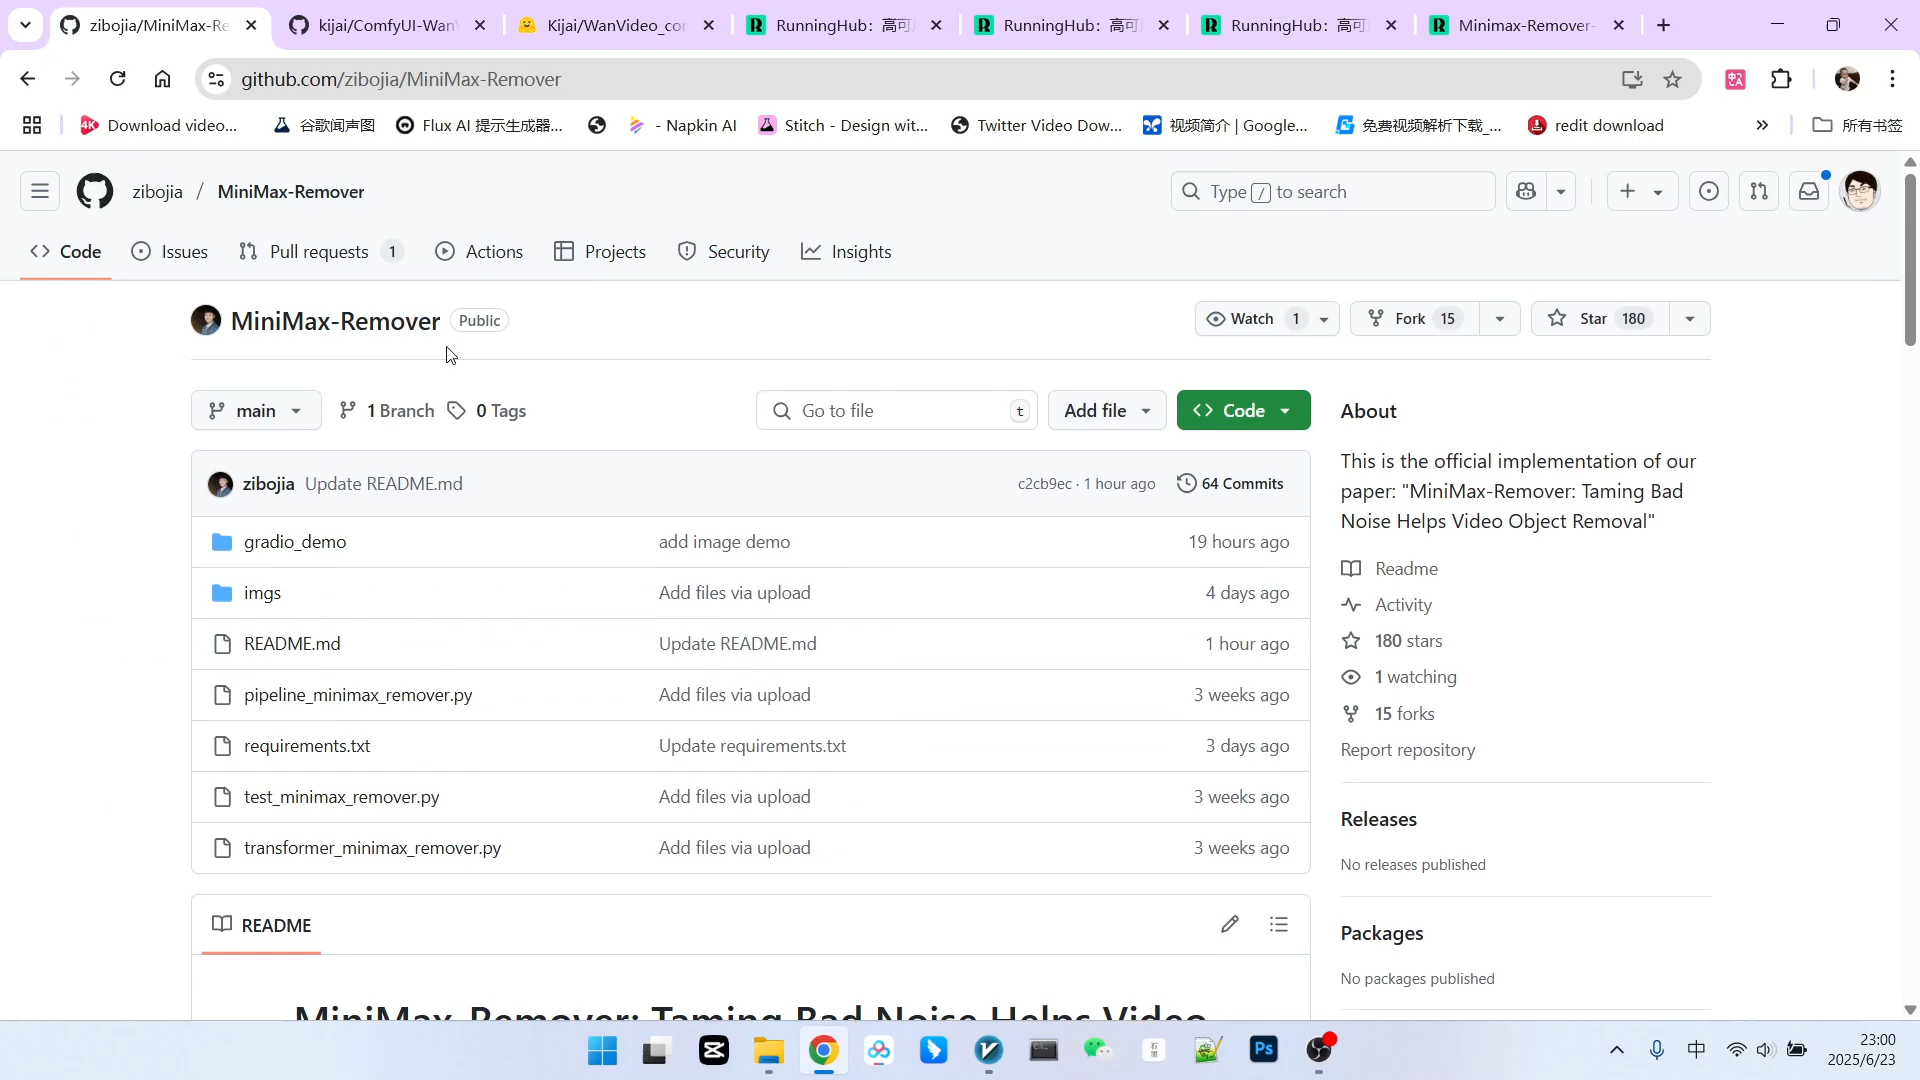 zibojia/MiniMax-Re
kijai/ComfyUI-Wan
Kijai/WanVideo_co
RunningHub: 高可
RunningHub: 高可
RunningHub: 高可
Minimax-Remover-
github.com/zibojia/MiniMax-Remover
Download video...
谷歌闻声图
Flux AI 提示生成器...
- Napkin AI
Stitch - Design wit...
Twitter Video Dow...
视频简介 | Google...
免费视频解析下载_...
redit download
所有书签
zibojia / MiniMax-Remover
Type / to search
Code
Issues
Pull requests 1
Actions
Projects
Security
Insights
MiniMax-Remover Public
Watch 1
Fork 15
Star 180
main
1 Branch
0 Tags
Go to file t
Add file
Code
zibojia Update README.md c2cb9ec · 1 hour ago 64 Commits
gradio_demo add image demo 19 hours ago
imgs Add files via upload 4 days ago
README.md Update README.md 1 hour ago
pipeline_minimax_remover.py Add files via upload 3 weeks ago
requirements.txt Update requirements.txt 3 days ago
test_minimax_remover.py Add files via upload 3 weeks ago
transformer_minimax_remover.py Add files via upload 3 weeks ago
README
MiniMax-Remover: Taming Bad Noise Helps Video
About
This is the official implementation of our
paper: "MiniMax-Remover: Taming Bad
Noise Helps Video Object Removal"
Readme
Activity
180 stars
1 watching
15 forks
Report repository
Releases
No releases published
Packages
No packages published
中
23:00
2025/6/23